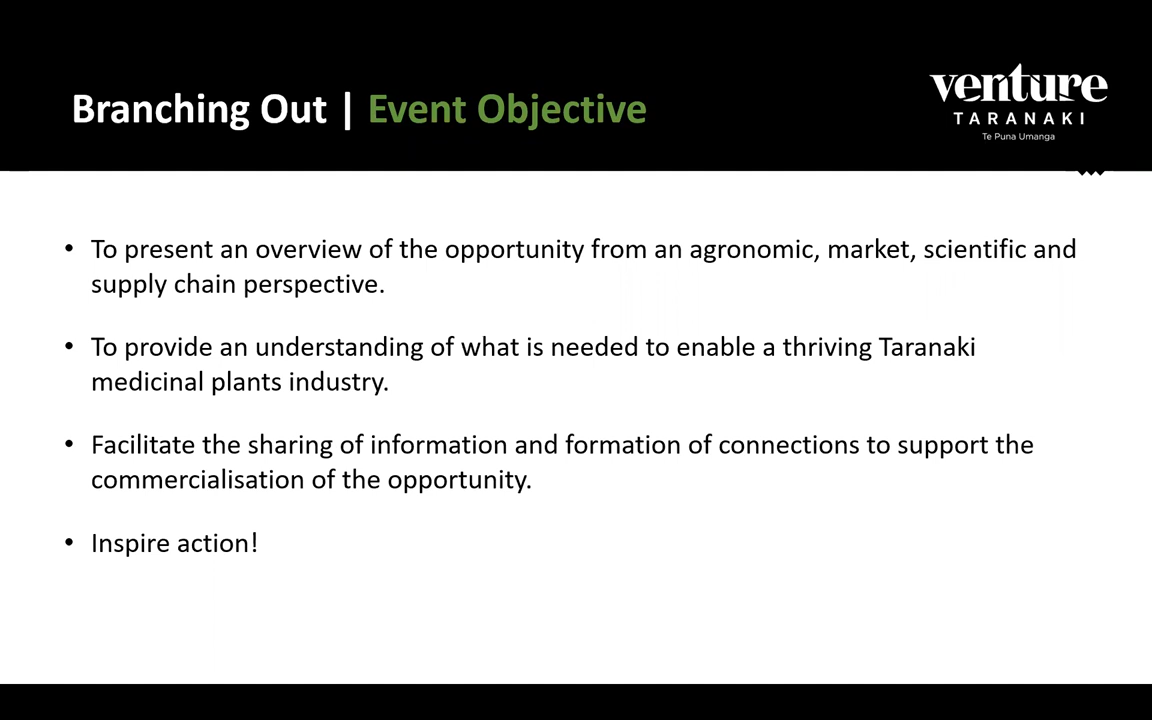 Branching Out | Event Objective
venture
TARANAKI
Te Puna Umanga
• To present an overview of the opportunity from an agronomic, market, scientific and
supply chain perspective.
• To provide an understanding of what is needed to enable a thriving Taranaki
medicinal plants industry.
• Facilitate the sharing of information and formation of connections to support the
commercialisation of the opportunity.
• Inspire action!